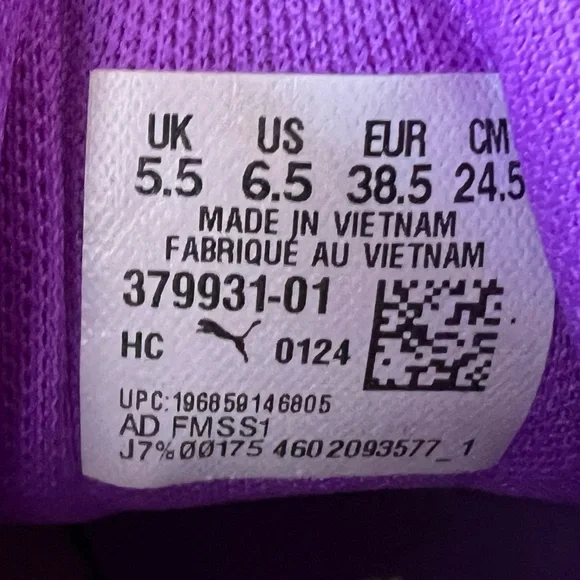 UK US EUR CM
5.5 6.5 38.5 24.5
MADE IN VIETNAM
FABRIQUÉ AU VIETNAM
379931-01
HC 0124
UPC:196859146805
AD FMSS1
J7%00175 4602093577_1